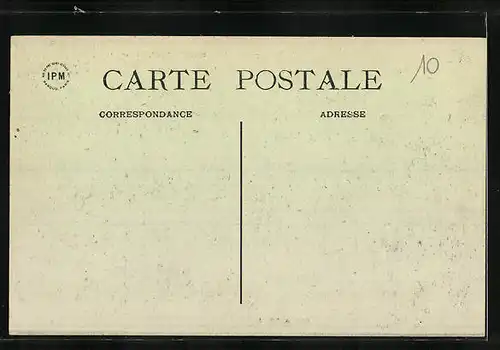 IPM
CARTE POSTALE
10
CORRESPONDANCE
ADRESSE